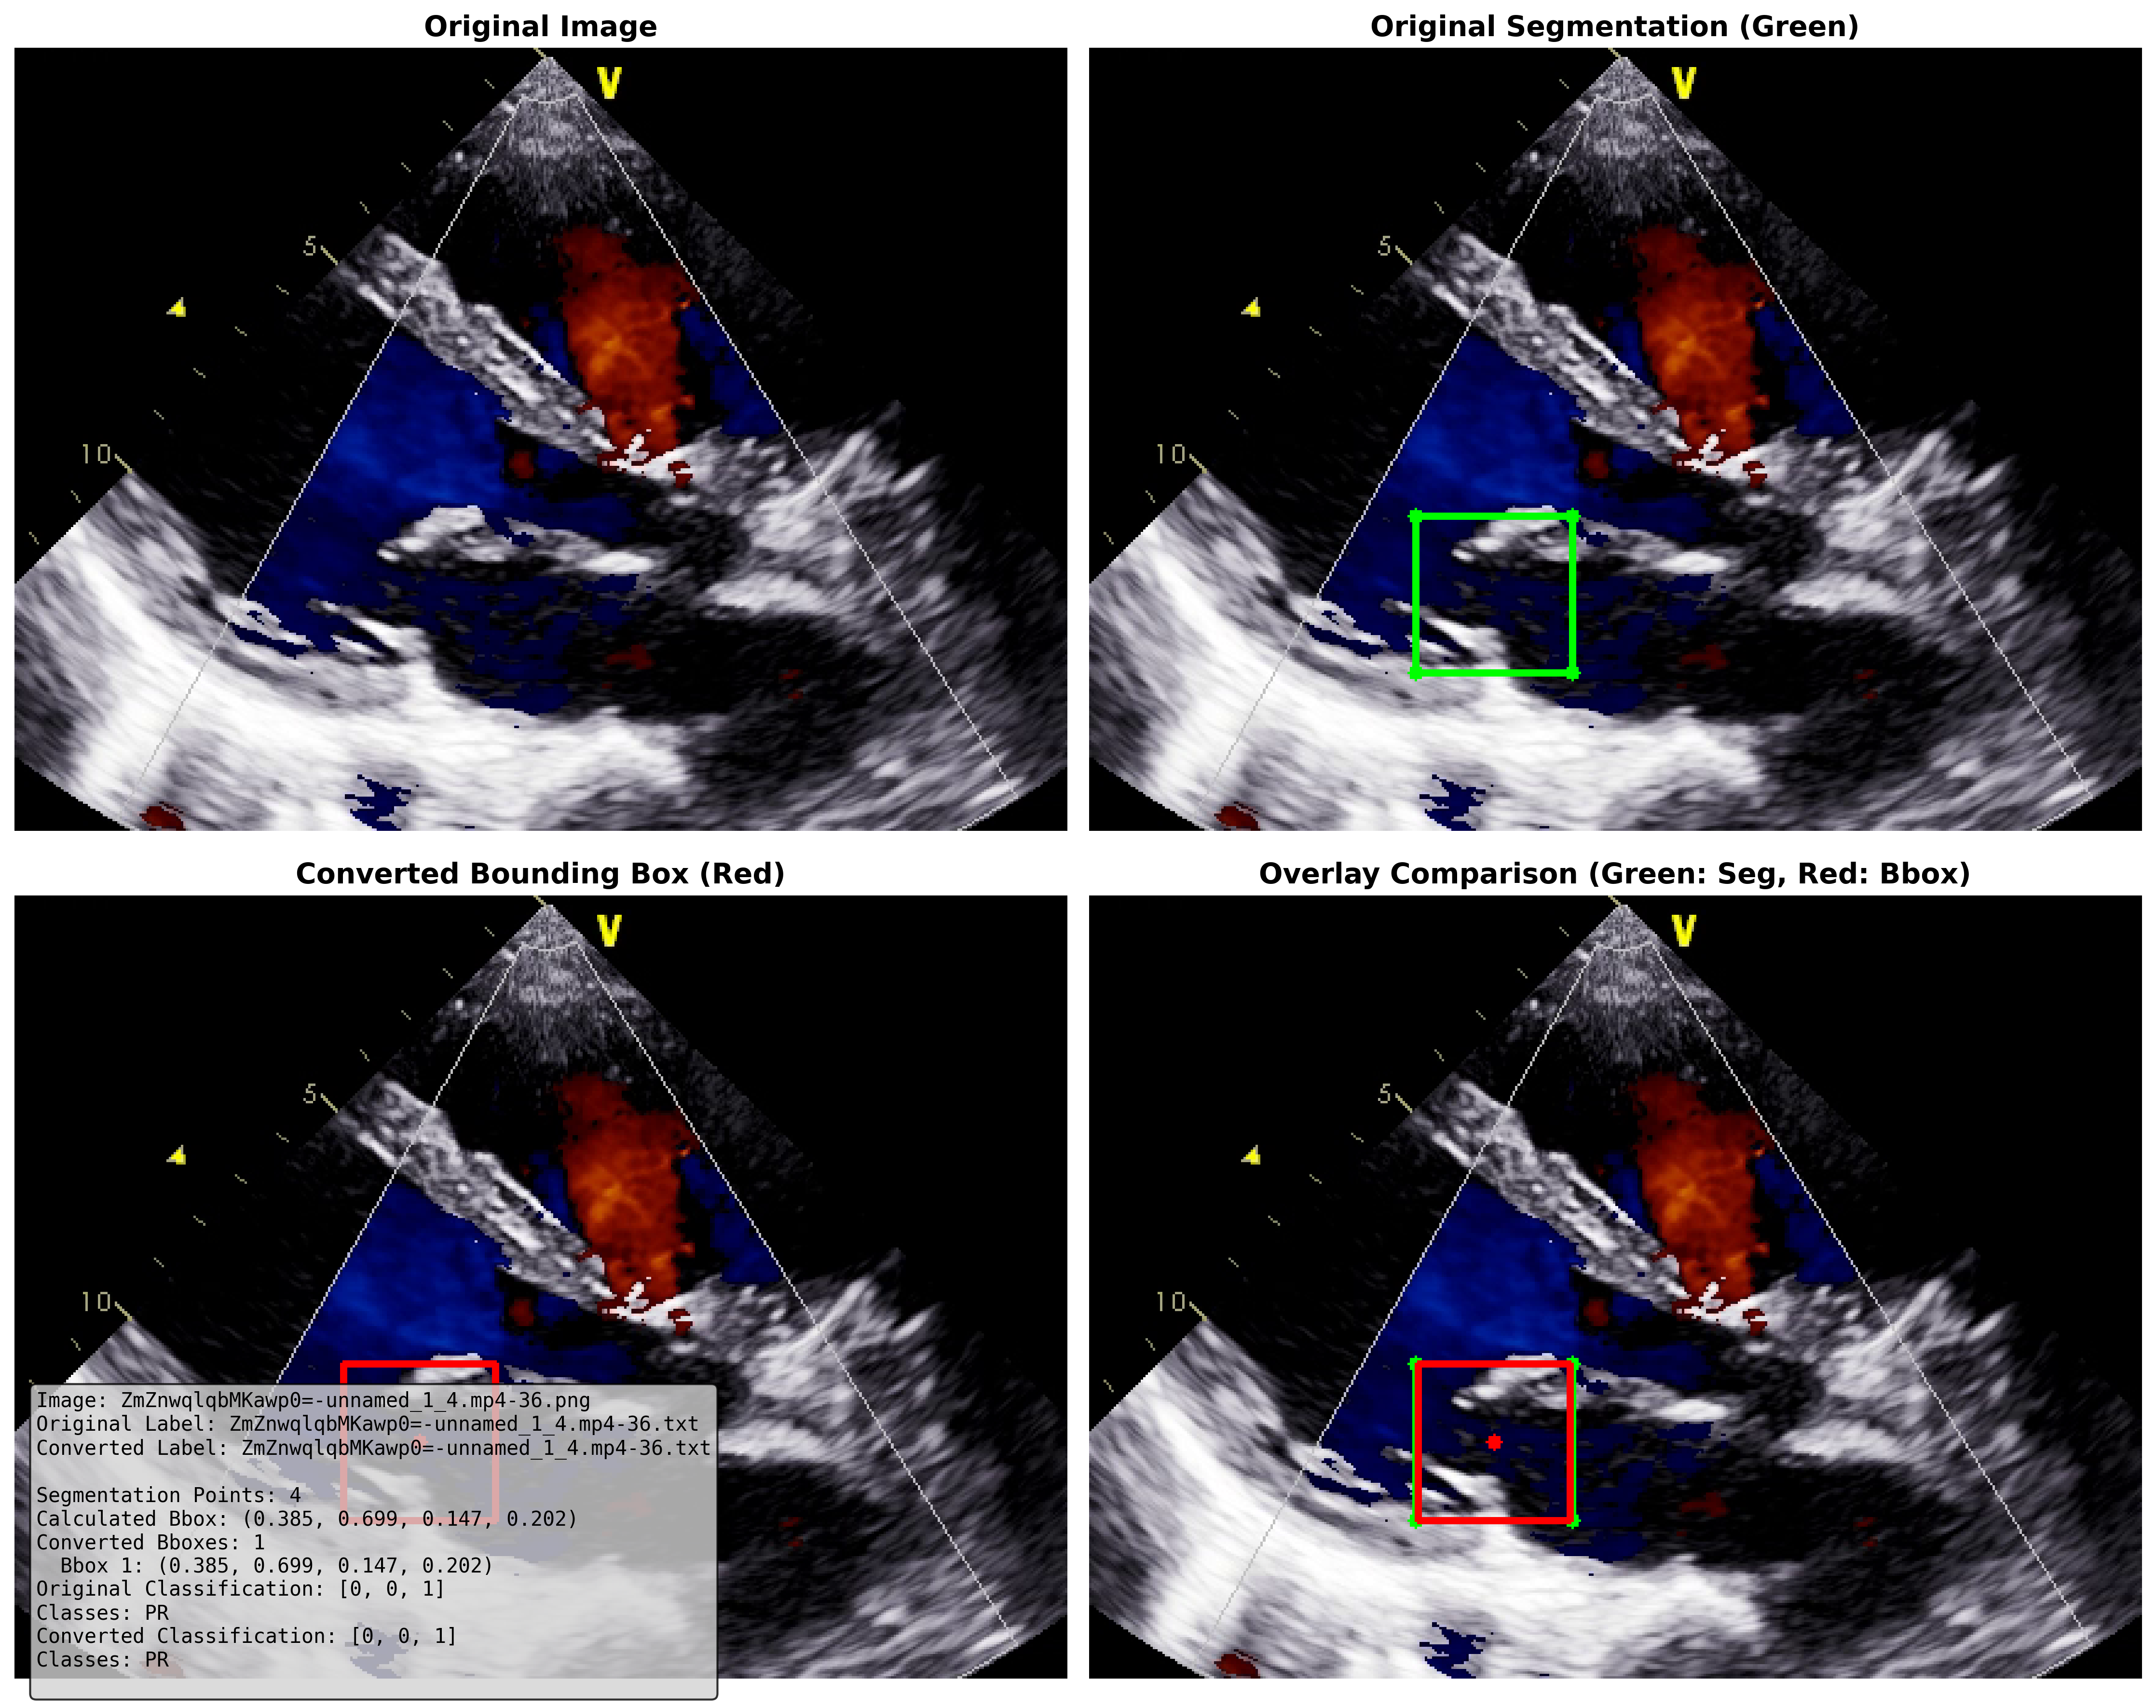 Original Image
Original Segmentation (Green)
V
5
10
V
5
10
Converted Bounding Box (Red)
Overlay Comparison (Green: Seg, Red: Bbox)
V
5
10
V
5
10
Image: ZmZnwqlqbMKawp0=-unnamed_1_4.mp4-36.png
Original Label: ZmZnwqlqbMKawp0=-unnamed_1_4.mp4-36.txt
Converted Label: ZmZnwqlqbMKawp0=-unnamed_1_4.mp4-36.txt
Segmentation Points: 4
Calculated Bbox: (0.385, 0.699, 0.147, 0.202)
Converted Bboxes: 1
Bbox 1: (0.385, 0.699, 0.147, 0.202)
Original Classification: [0, 0, 1]
Classes: PR
Converted Classification: [0, 0, 1]
Classes: PR